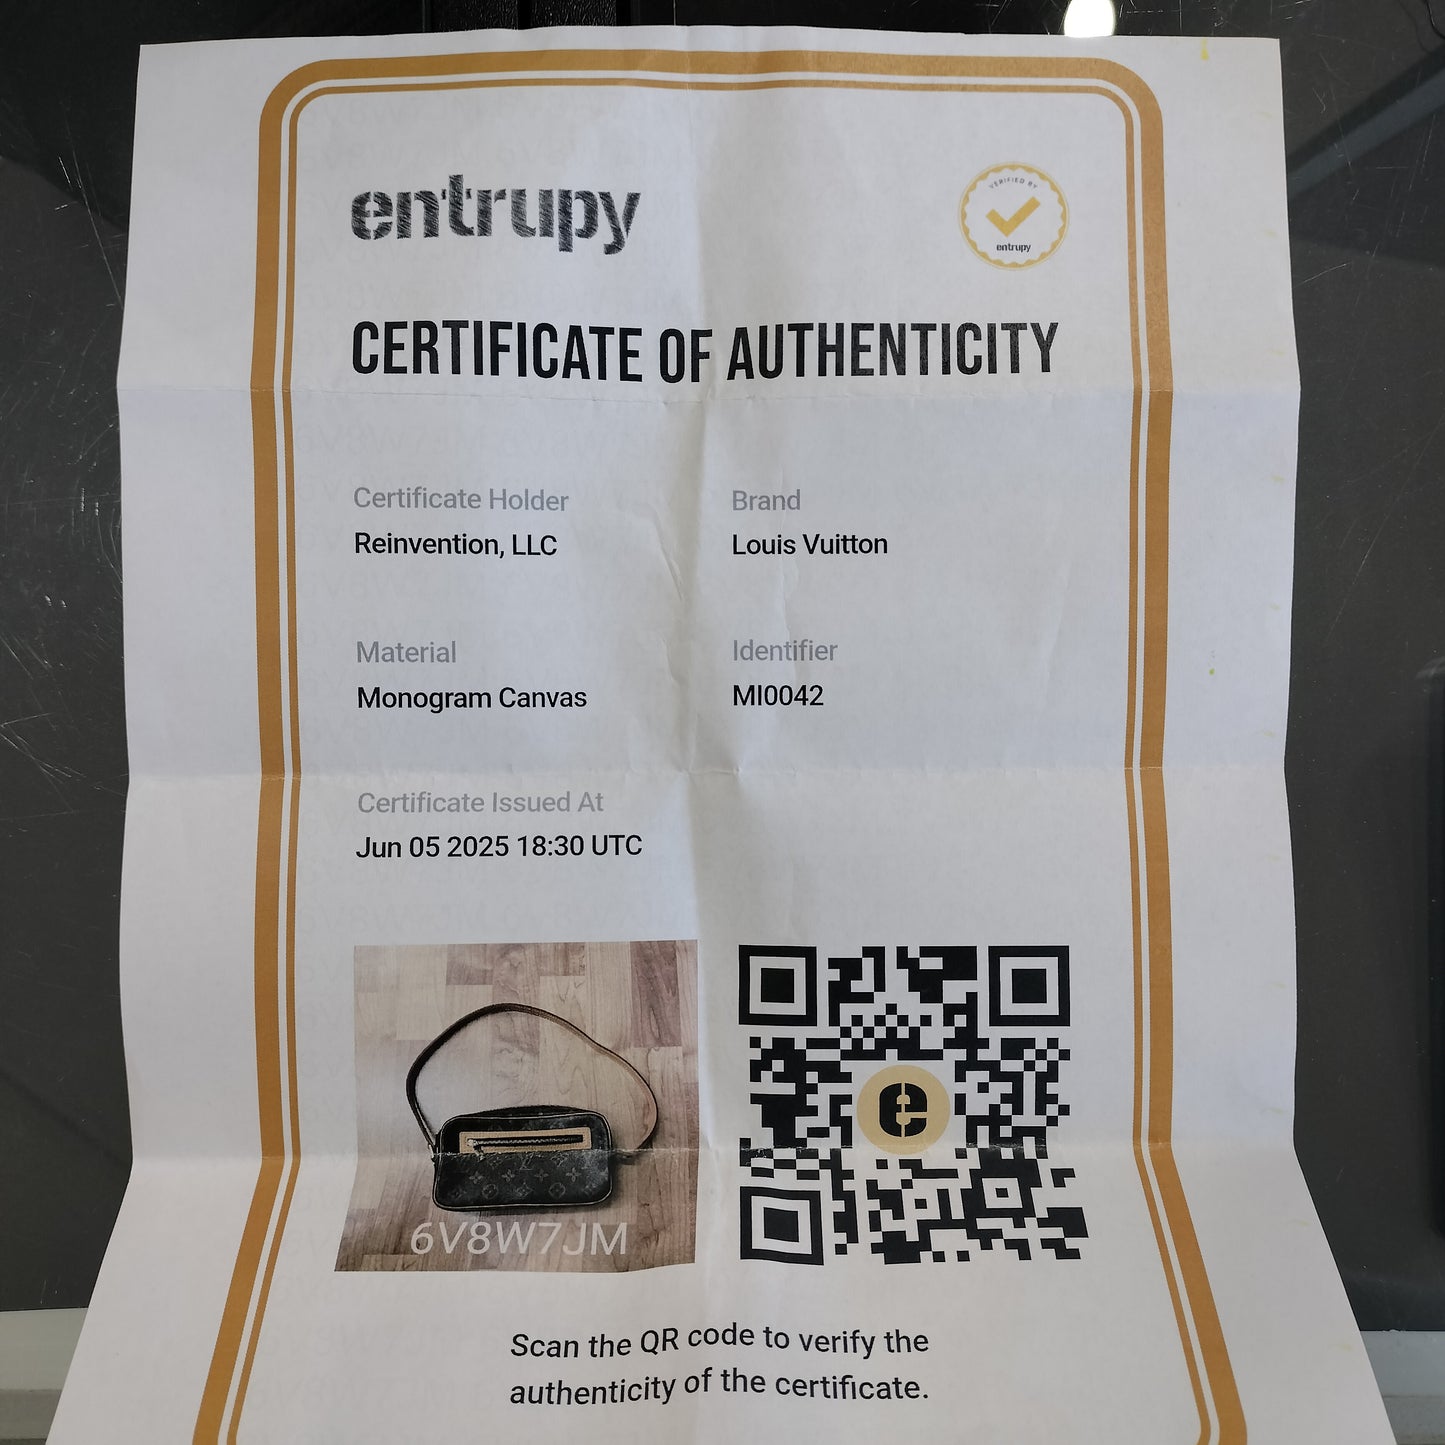 entrupy
VERIFIED BY
entrupy
CERTIFICATE OF AUTHENTICITY
Certificate Holder
Reinvention, LLC
Brand
Louis Vuitton
Material
Monogram Canvas
Identifier
MI0042
Certificate Issued At
Jun 05 2025 18:30 UTC
6V8W7JM
e
Scan the QR code to verify the
authenticity of the certificate.